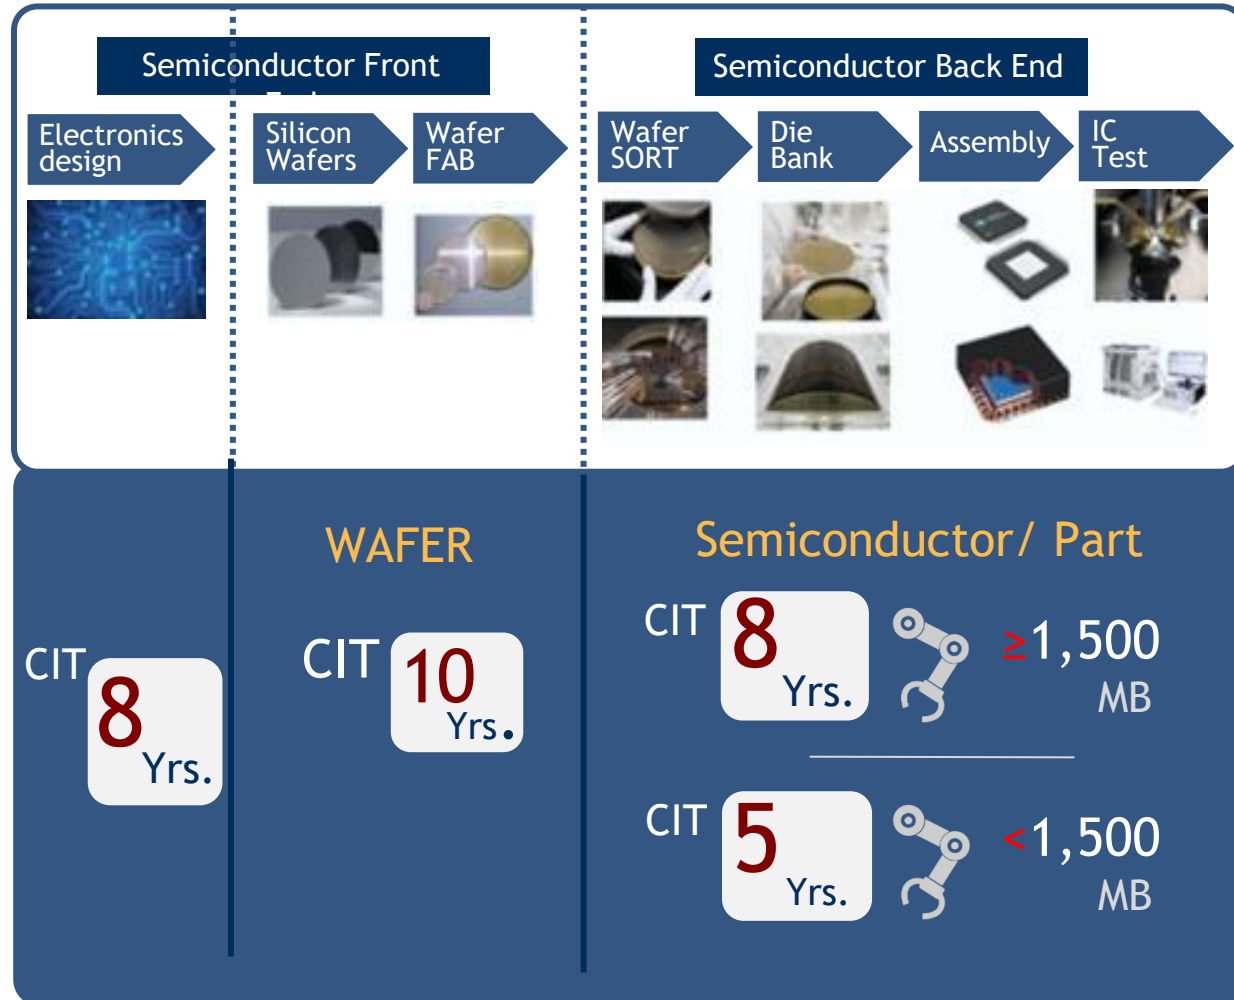 Semiconductor Front
Semiconductor Back End
Electronics
design
Silicon
Wafers
Wafer
FAB
Wafer
SORT
Die
Bank
Assembly
IC
Test
WAFER
Semiconductor/ Part
CIT
8
Yrs.
CIT
10
Yrs.
CIT
8
Yrs.
≥1,500
MB
CIT
5
Yrs.
<1,500
MB